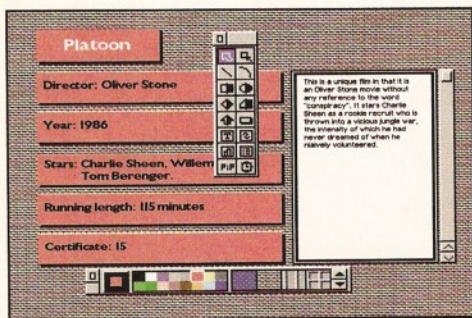 Platoon
Director: Oliver Stone
Year: 1986
Stars: Charlie Sheen, Willem
Tom Berenger.
Running length: 115 minutes
Certificate: 15
This is a unique film in that it is
an Oliver Stone movie without
any reference to the word
"conspiracy". It stars Charlie
Sheen as a rookie recruit who is
thrown into a vicious jungle war,
the intensity of which he had
never dreamed of when he
niaively volunteered.
PiP